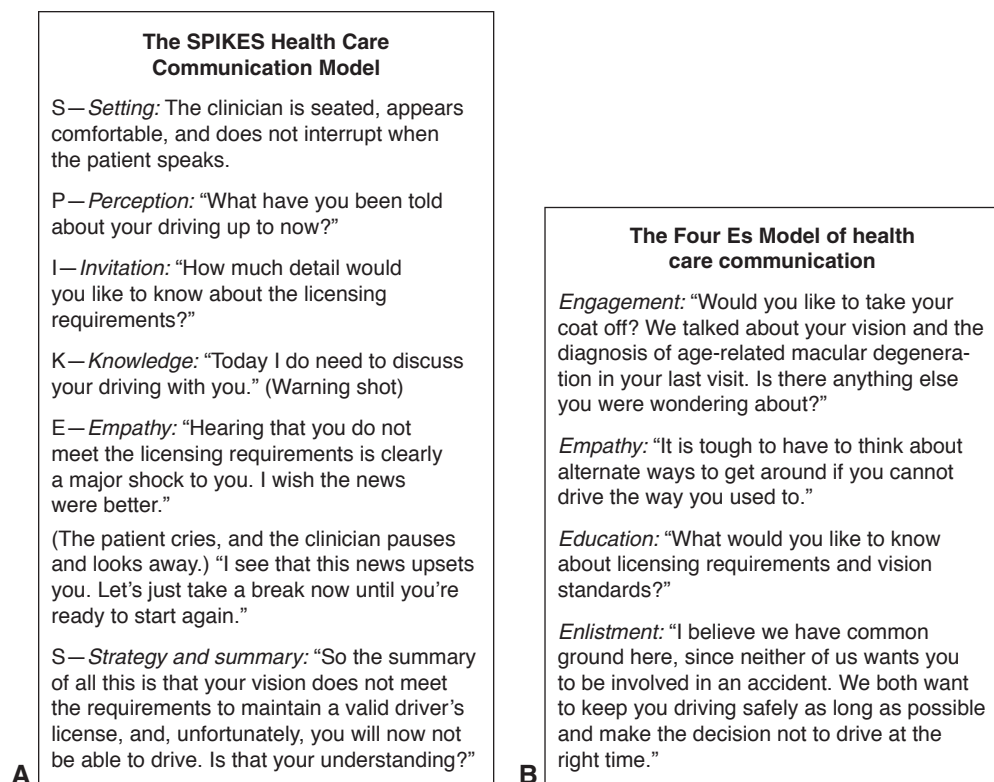 The SPIKES Health Care
Communication Model
S—Setting: The clinician is seated, appears
comfortable, and does not interrupt when
the patient speaks.
P—Perception: “What have you been told
about your driving up to now?”
I—Invitation: “How much detail would
you like to know about the licensing
requirements?”
K—Knowledge: “Today I do need to discuss
your driving with you.” (Warning shot)
E—Empathy: “Hearing that you do not
meet the licensing requirements is clearly
a major shock to you. I wish the news
were better.”
(The patient cries, and the clinician pauses
and looks away.) “I see that this news upsets
you. Let’s just take a break now until you’re
ready to start again.”
S—Strategy and summary: “So the summary
of all this is that your vision does not meet
the requirements to maintain a valid driver’s
license, and, unfortunately, you will now not
be able to drive. Is that your understanding?”
A
The Four Es Model of health
care communication
Engagement: “Would you like to take your
coat off? We talked about your vision and the
diagnosis of age-related macular degenera-
tion in your last visit. Is there anything else
you were wondering about?”
Empathy: “It is tough to have to think about
alternate ways to get around if you cannot
drive the way you used to.”
Education: “What would you like to know
about licensing requirements and vision
standards?”
Enlistment: “I believe we have common
ground here, since neither of us wants you
to be involved in an accident. We both want
to keep you driving safely as long as possible
and make the decision not to drive at the
right time.”
B